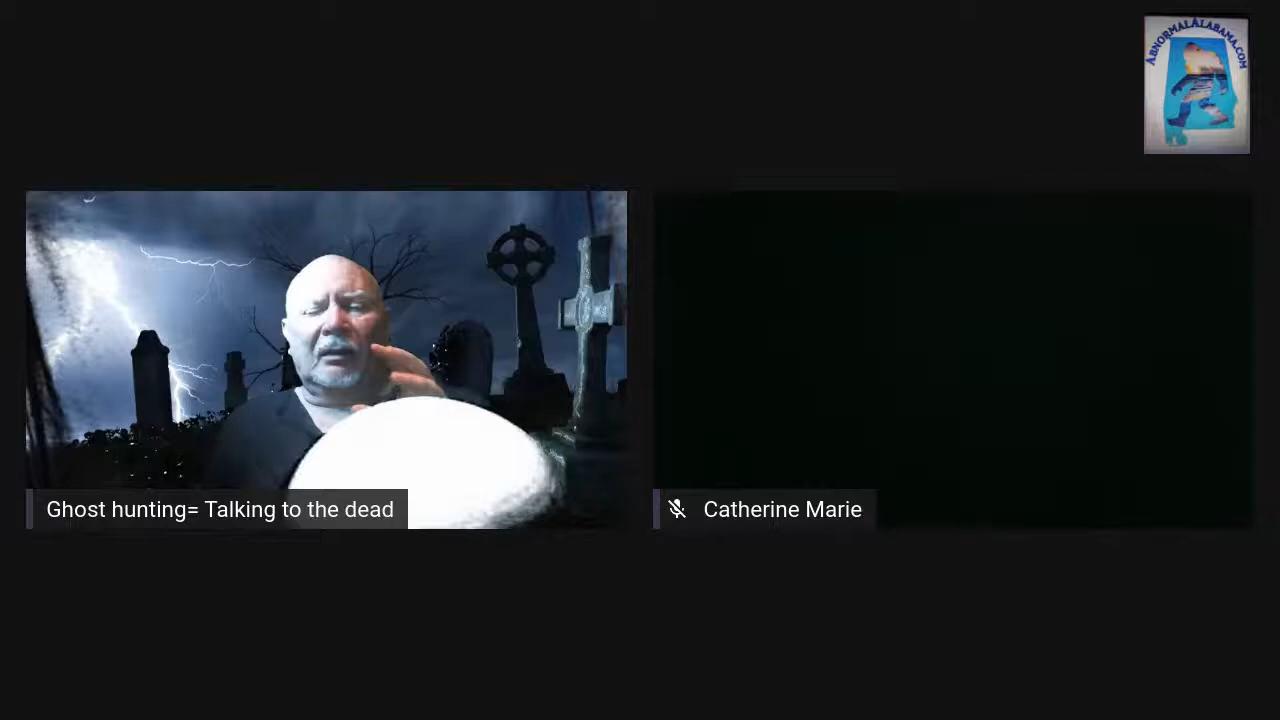 AbnormalAlabama.com
Ghost hunting= Talking to the dead
Catherine Marie